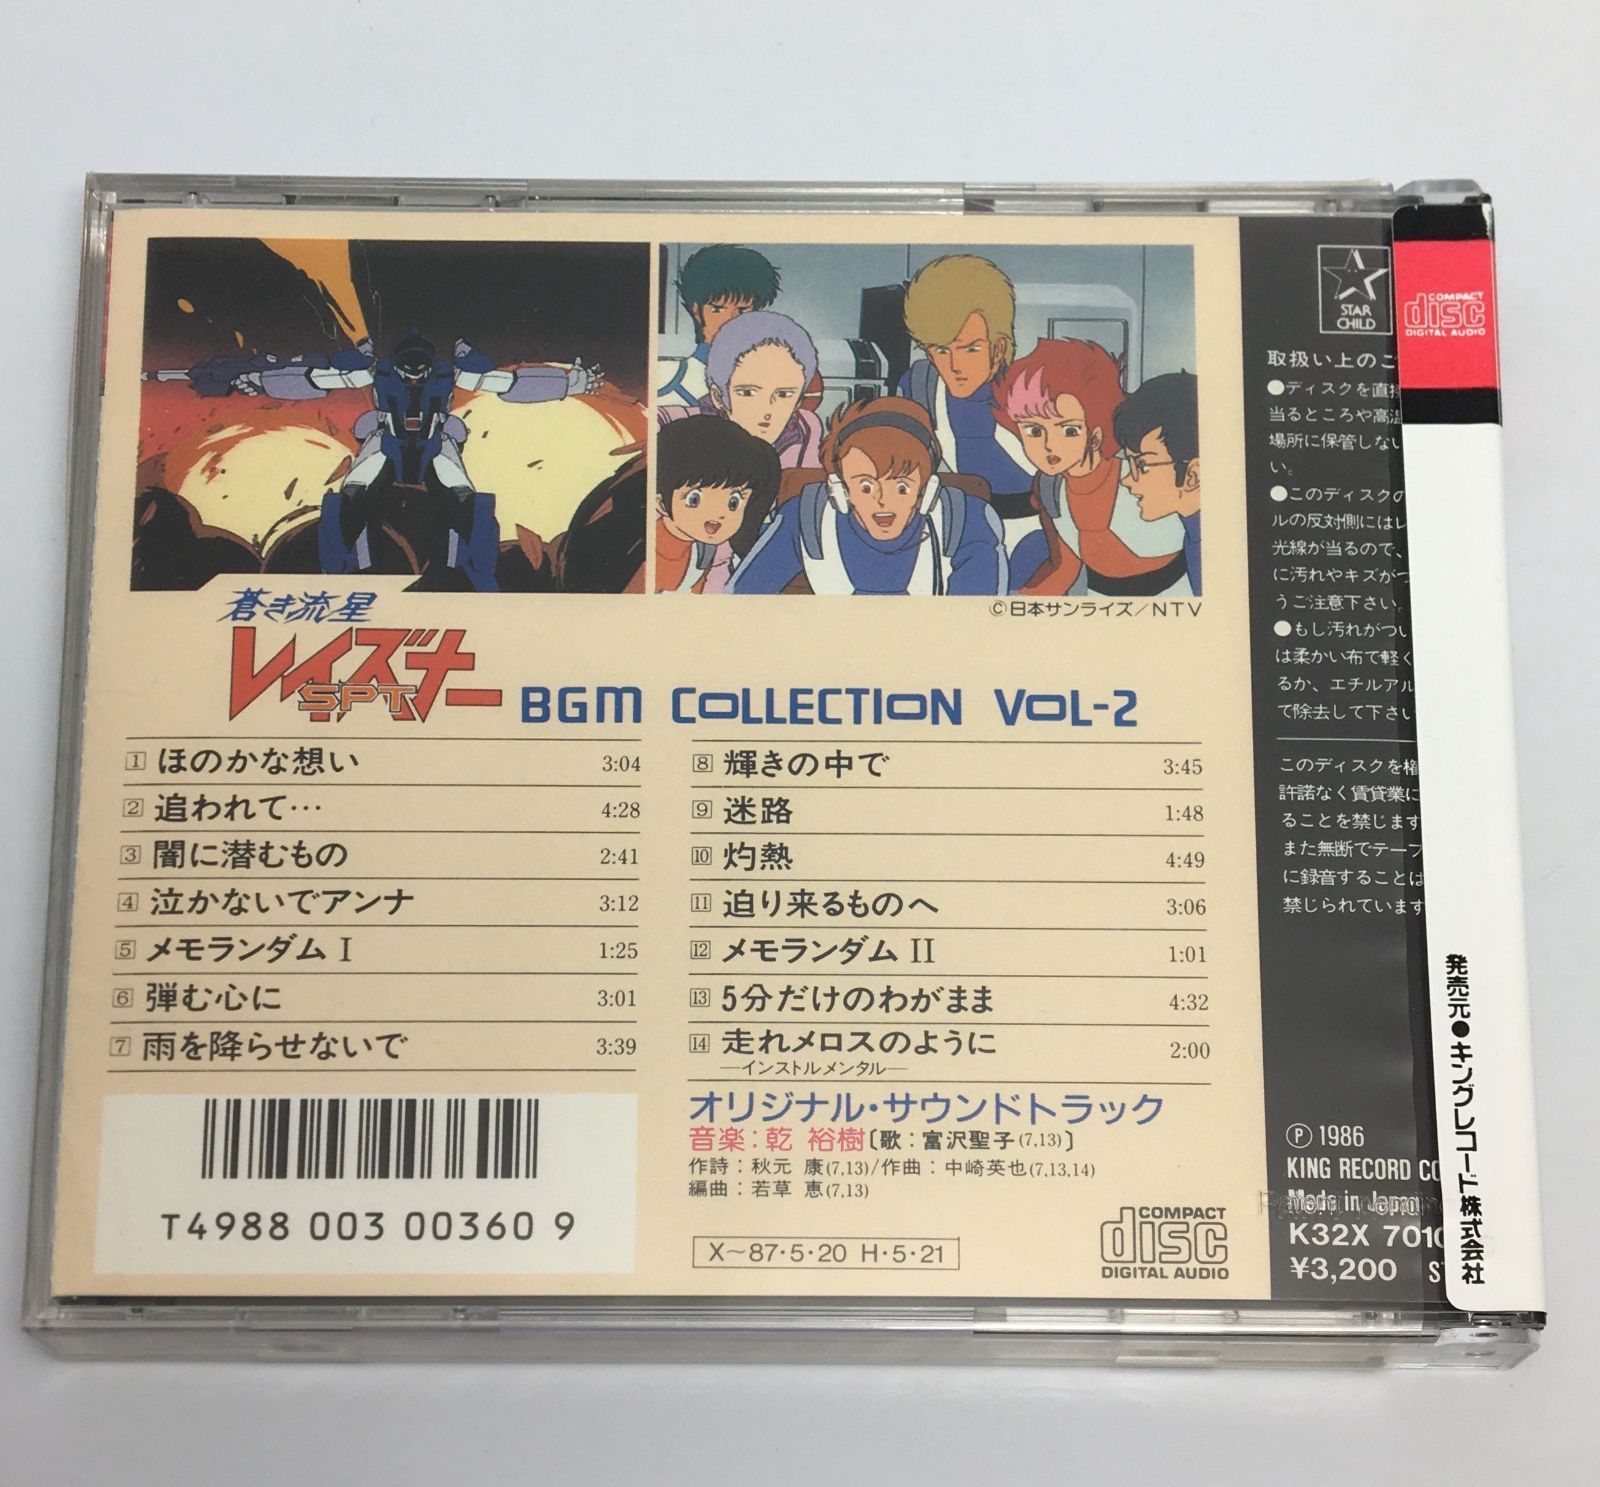 ©日本サンライズ/NTV
蒼き流星
レイズナー
SPT
BGM COLLECTION VOL-2
1 ほのかな想い 3:04
2 追われて… 4:28
3 闇に潜むもの 2:41
4 泣かないでアンナ 3:12
5 メモランダム I 1:25
6 弾む心に 3:01
7 雨を降らせないで 3:39
8 輝きの中で 3:45
9 迷路 1:48
10 灼熱 4:49
11 迫り来るものへ 3:06
12 メモランダム II 1:01
13 5分だけのわがまま 4:32
14 走れメロスのように 2:00
—インストルメンタル—
オリジナル・サウンドトラック
音楽:乾 裕樹〔歌:富沢聖子(7,13)〕
作詩:秋元 康(7,13)/作曲:中崎英也(7,13,14)
編曲:若草 恵(7,13)
T4988 003 00360 9
X~87・5・20 H・5・21
COMPACT
disc
DIGITAL AUDIO
STAR
CHILD
取扱い上のご
●ディスクを直接
当るところや高温
場所に保管しない
い。
●このディスクの
ルの反対側にはレ
光線が当るので、
に汚れやキズがつ
うご注意下さい。
●もし汚れがつい
は柔かい布で軽く
るか、エチルアル
で除去して下さい
このディスクを権
許諾なく賃貸業に
ることを禁じます
また無断でテープ
に録音することは
禁じられています
Ⓟ 1986
KING RECORD CO
Made in Japan
K32X 710
¥3,200
COMPACT
disc
DIGITAL AUDIO
発売元●キングレコード株式会社